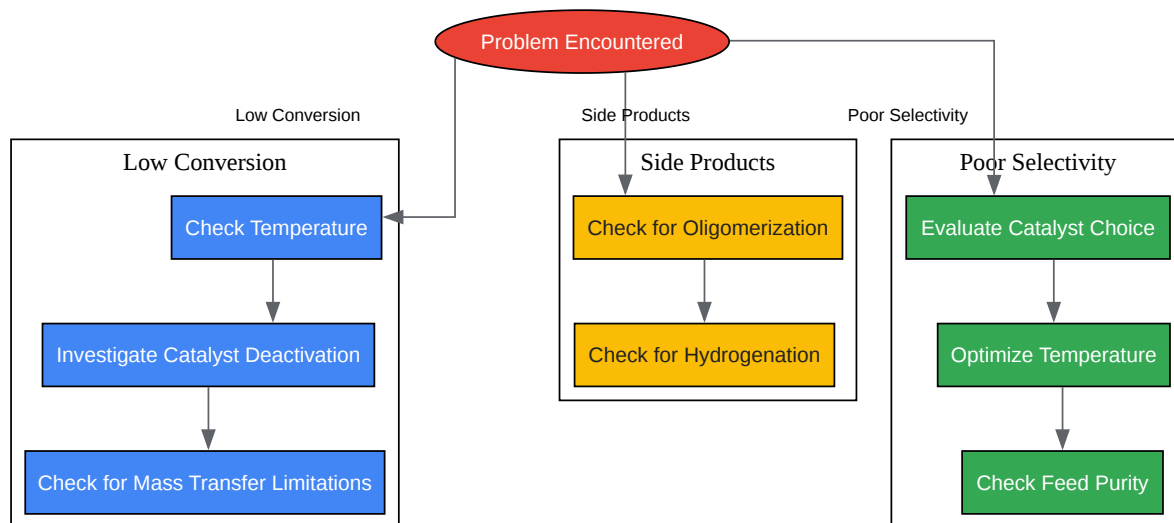 Problem Encountered
Low Conversion
Side Products
Poor Selectivity
Low Conversion
Side Products
Poor Selectivity
Check Temperature
Check for Oligomerization
Evaluate Catalyst Choice
Investigate Catalyst Deactivation
Check for Hydrogenation
Optimize Temperature
Check for Mass Transfer Limitations
Check Feed Purity